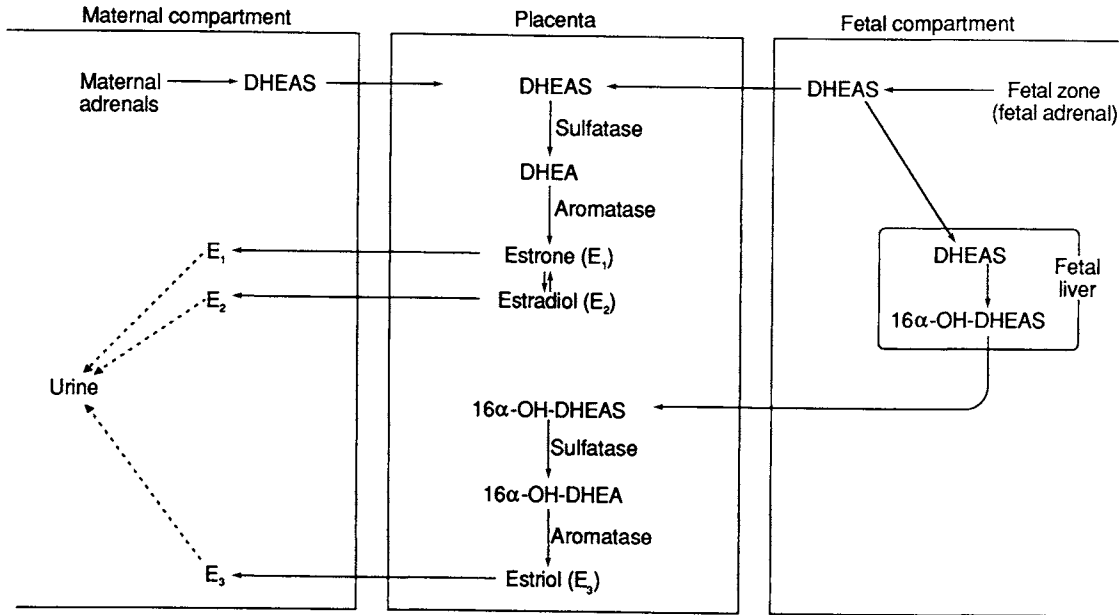 Maternal compartment
Placenta
Fetal compartment
Maternal
adrenals
DHEAS
DHEAS
DHEAS
Fetal zone
(fetal adrenal)
Sulfatase
DHEA
Aromatase
E₁
Estrone (E₁)
DHEAS
Fetal
liver
E₂
Estradiol (E₂)
16α-OH-DHEAS
Urine
16α-OH-DHEAS
Sulfatase
16α-OH-DHEA
Aromatase
E₃
Estriol (E₃)